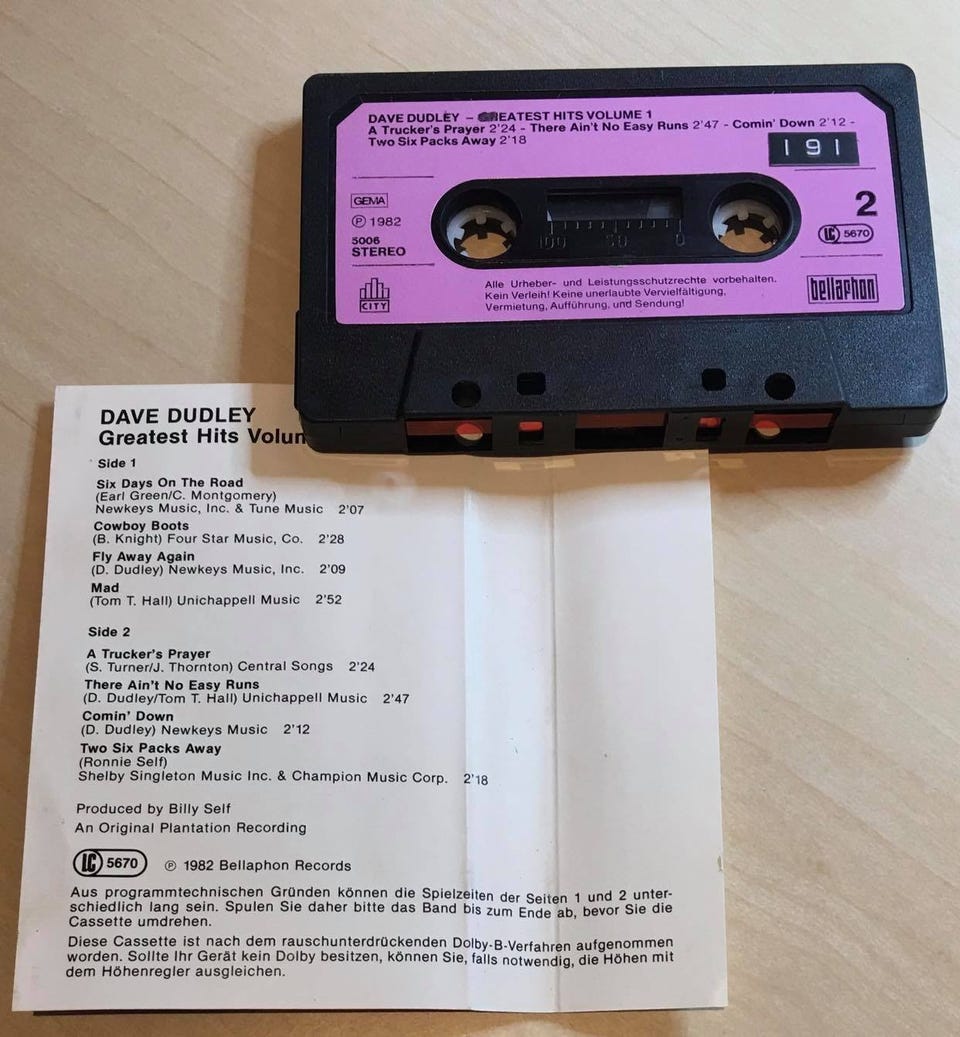 DAVE DUDLEY – GREATEST HITS VOLUME 1
A Trucker's Prayer 2'24 - There Ain't No Easy Runs 2'47 - Comin' Down 2'12 -
Two Six Packs Away 2'18
191
GEMA
℗ 1982
5006
STEREO
2
LC 5670
100 50 0
CITY
Alle Urheber- und Leistungsschutzrechte vorbehalten.
Kein Verleih! Keine unerlaubte Vervielfältigung,
Vermietung, Aufführung, und Sendung!
bellaphon
DAVE DUDLEY
Greatest Hits Volum
Side 1
Six Days On The Road
(Earl Green/C. Montgomery)
Newkeys Music, Inc. & Tune Music 2'07
Cowboy Boots
(B. Knight) Four Star Music, Co. 2'28
Fly Away Again
(D. Dudley) Newkeys Music, Inc. 2'09
Mad
(Tom T. Hall) Unichappell Music 2'52
Side 2
A Trucker's Prayer
(S. Turner/J. Thornton) Central Songs 2'24
There Ain't No Easy Runs
(D. Dudley/Tom T. Hall) Unichappell Music 2'47
Comin' Down
(D. Dudley) Newkeys Music 2'12
Two Six Packs Away
(Ronnie Self)
Shelby Singleton Music Inc. & Champion Music Corp. 2'18
Produced by Billy Self
An Original Plantation Recording
LC 5670 ℗ 1982 Bellaphon Records
Aus programmtechnischen Gründen können die Spielzeiten der Seiten 1 und 2 unter-
schiedlich lang sein. Spulen Sie daher bitte das Band bis zum Ende ab, bevor Sie die
Cassette umdrehen.
Diese Cassette ist nach dem rauschunterdrückenden Dolby-B-Verfahren aufgenommen
worden. Sollte Ihr Gerät kein Dolby besitzen, können Sie, falls notwendig, die Höhen mit
dem Höhenregler ausgleichen.